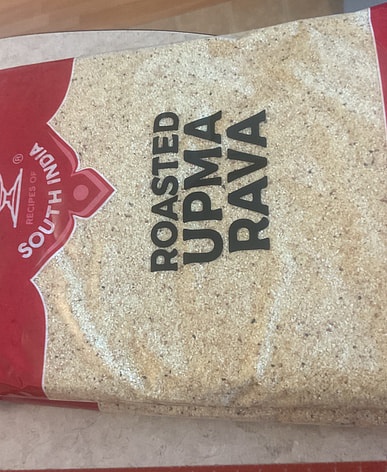 ®
RECIPES OF
SOUTH INDIA
ROASTED
UPMA
RAVA